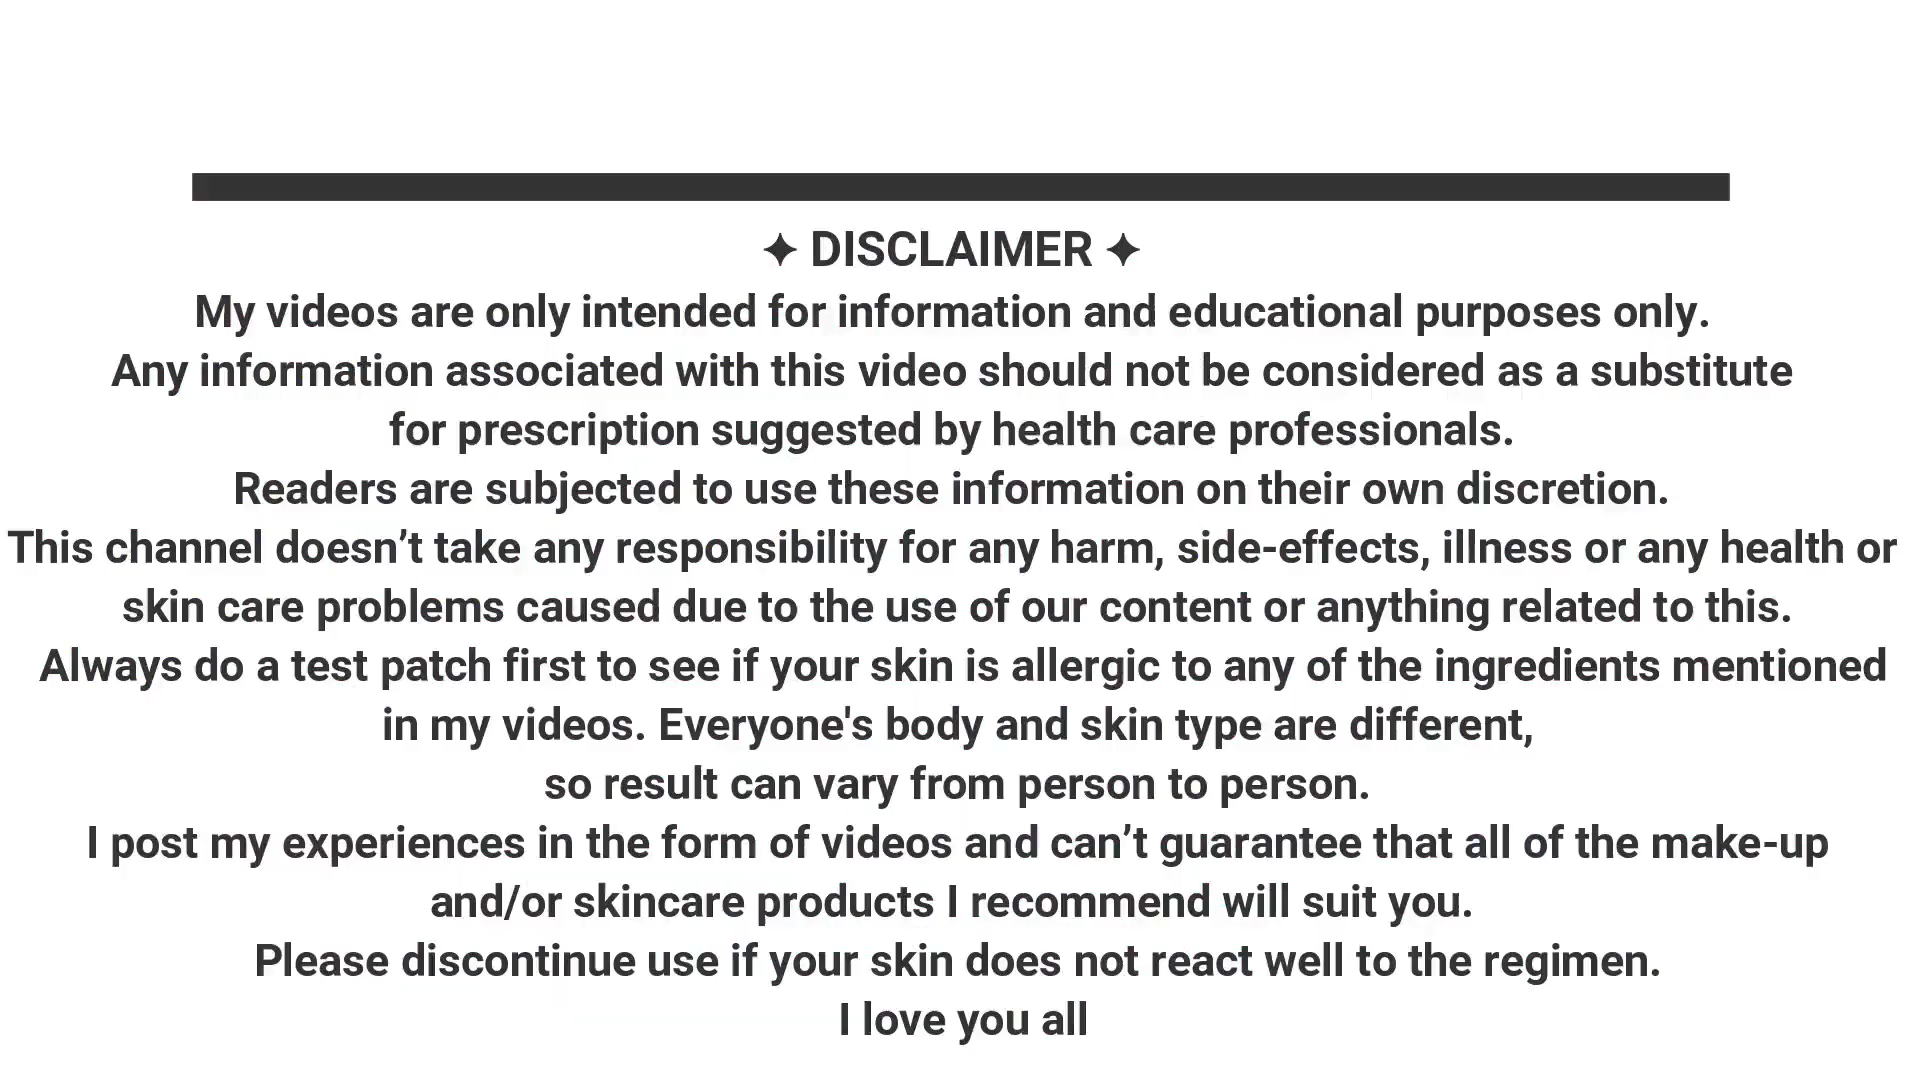 ✦ DISCLAIMER ✦
My videos are only intended for information and educational purposes only.
Any information associated with this video should not be considered as a substitute
for prescription suggested by health care professionals.
Readers are subjected to use these information on their own discretion.
This channel doesn’t take any responsibility for any harm, side-effects, illness or any health or
skin care problems caused due to the use of our content or anything related to this.
Always do a test patch first to see if your skin is allergic to any of the ingredients mentioned
in my videos. Everyone's body and skin type are different,
so result can vary from person to person.
I post my experiences in the form of videos and can’t guarantee that all of the make-up
and/or skincare products I recommend will suit you.
Please discontinue use if your skin does not react well to the regimen.
I love you all